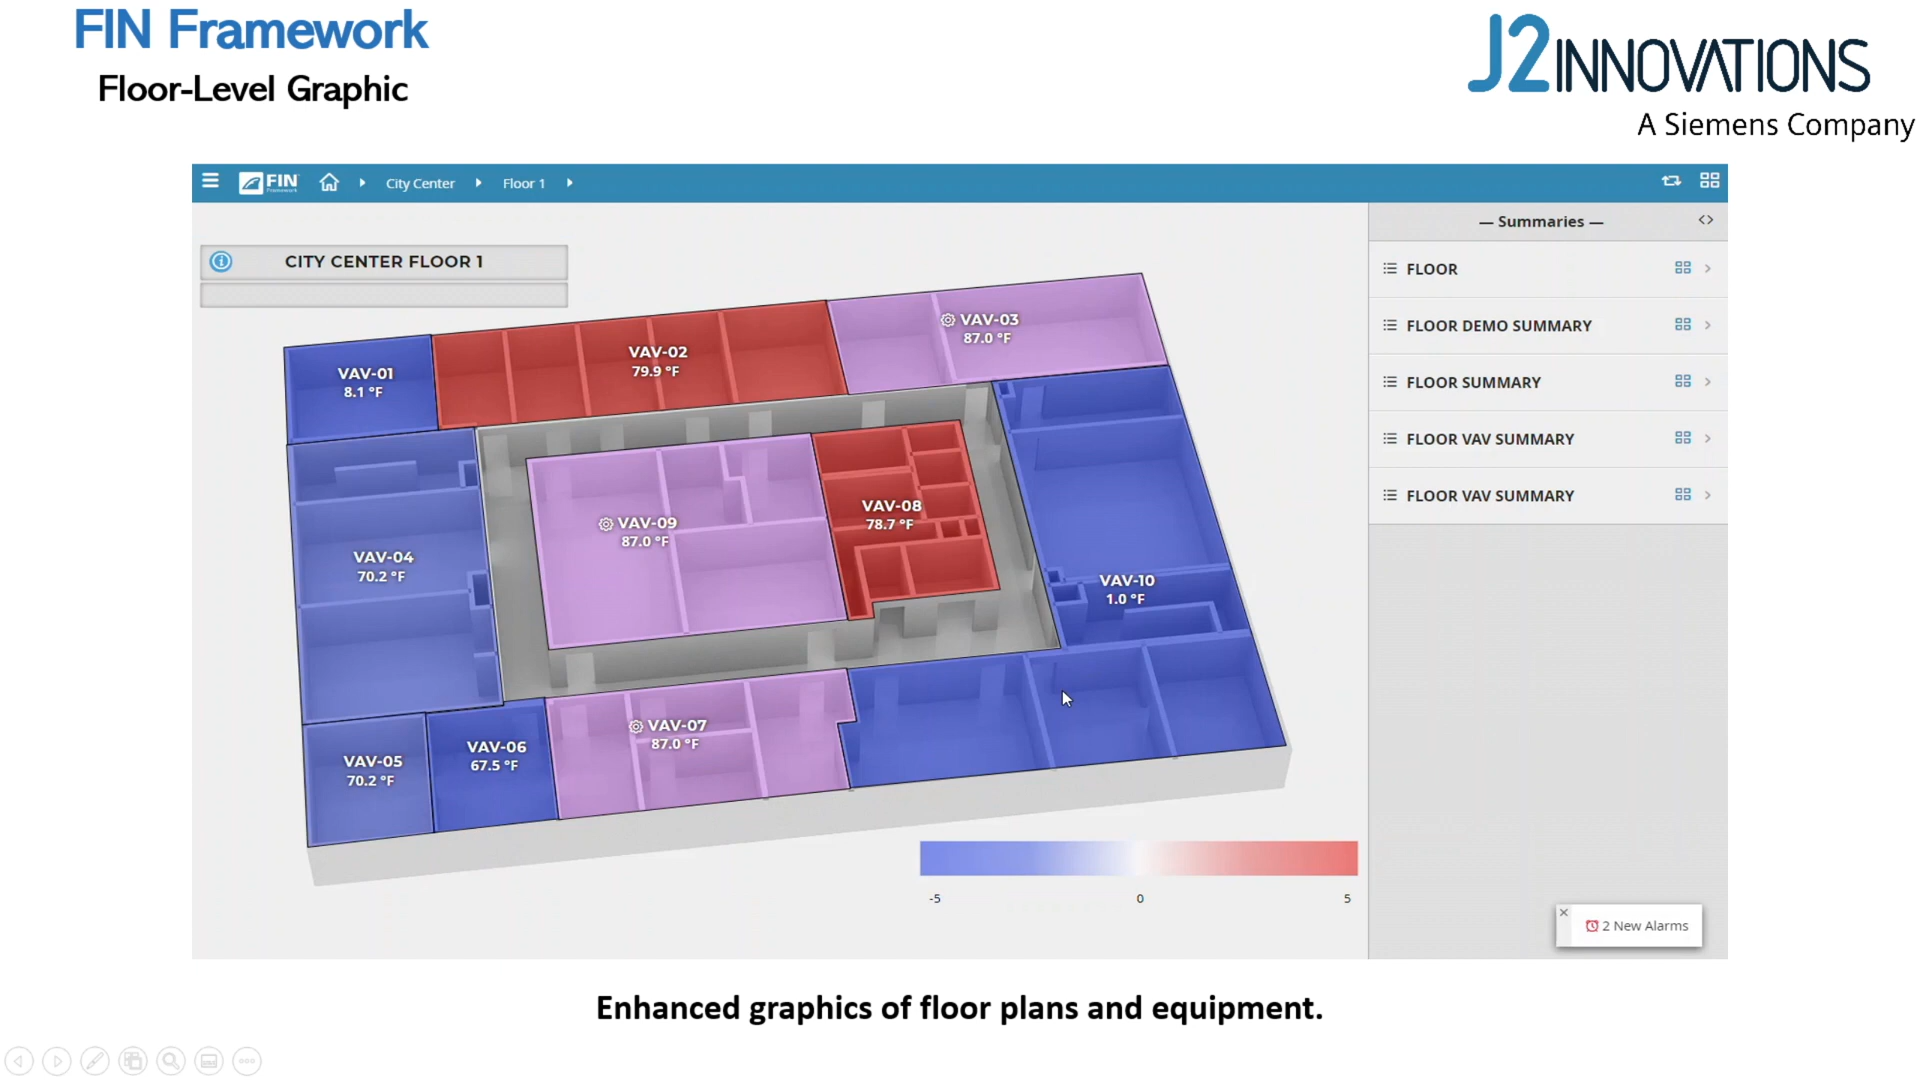 FIN Framework
Floor-Level Graphic
J2INNOVATIONS
A Siemens Company
FIN
Framework
City Center
Floor 1
— Summaries —
CITY CENTER FLOOR 1
FLOOR
FLOOR DEMO SUMMARY
FLOOR SUMMARY
FLOOR VAV SUMMARY
FLOOR VAV SUMMARY
VAV-01
8.1 °F
VAV-02
79.9 °F
VAV-03
87.0 °F
VAV-04
70.2 °F
VAV-09
87.0 °F
VAV-08
78.7 °F
VAV-10
1.0 °F
VAV-05
70.2 °F
VAV-06
67.5 °F
VAV-07
87.0 °F
-5
0
5
2 New Alarms
Enhanced graphics of floor plans and equipment.